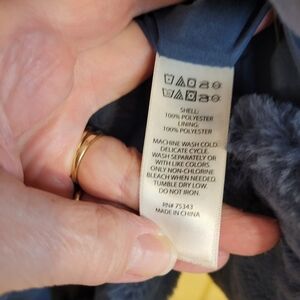 SHELL:
100% POLYESTER
LINING:
100% POLYESTER
MACHINE WASH COLD.
DELICATE CYCLE.
WASH SEPARATELY OR
WITH LIKE COLORS.
ONLY NON-CHLORINE
BLEACH WHEN NEEDED.
TUMBLE DRY LOW.
DO NOT IRON.
RN# 75343
MADE IN CHINA